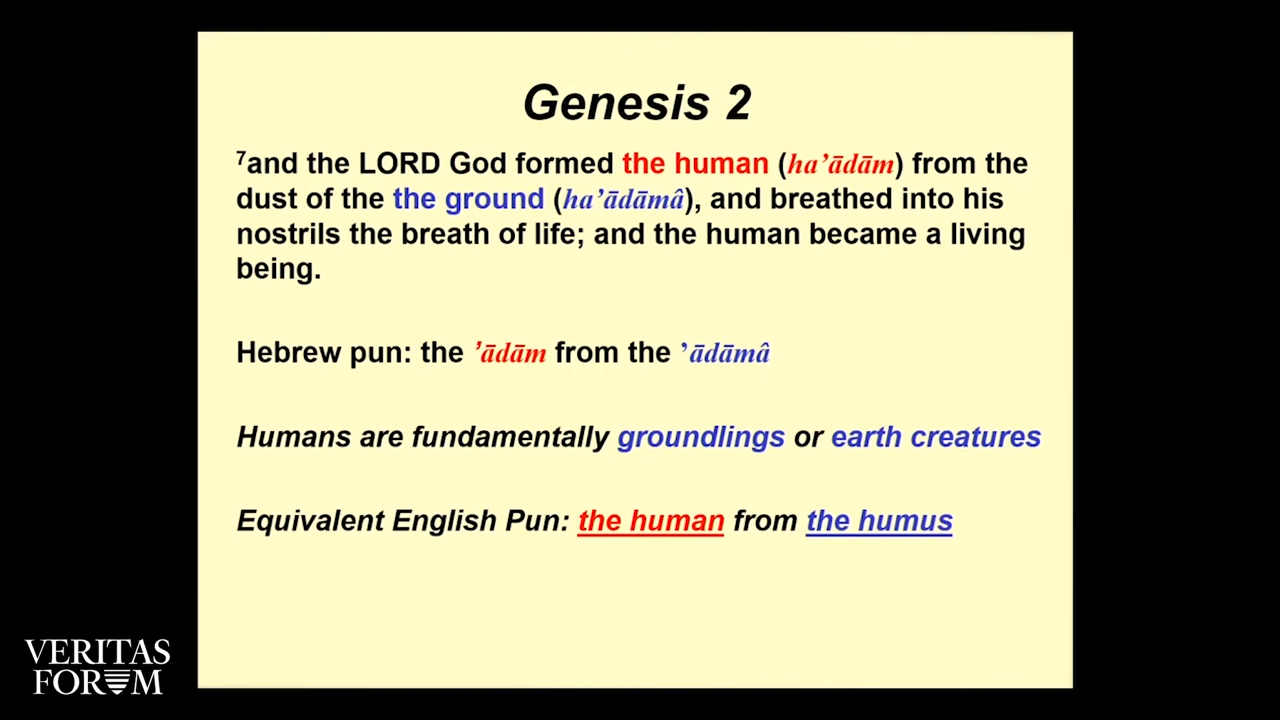 Genesis 2
⁷and the LORD God formed the human (ha’ādām) from the
dust of the the ground (ha’ādāmâ), and breathed into his
nostrils the breath of life; and the human became a living
being.
Hebrew pun: the ’ādām from the ’ādāmâ
Humans are fundamentally groundlings or earth creatures
Equivalent English Pun: the human from the humus
VERITAS
FORUM